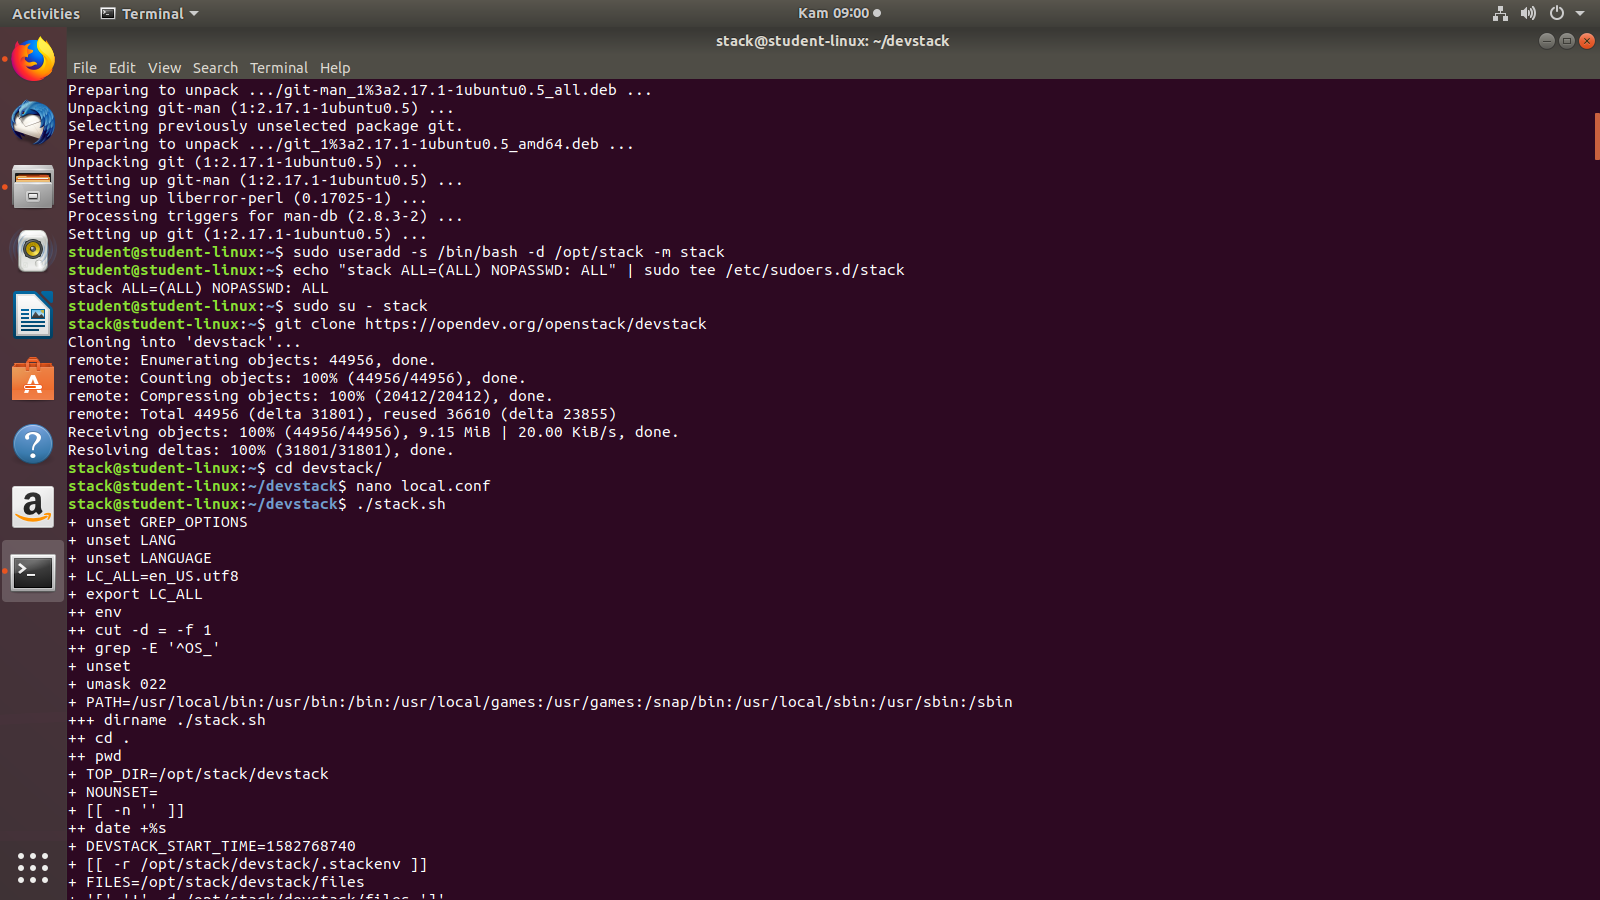 Activities
Terminal
Kam 09:00
stack@student-linux: ~/devstack
File Edit View Search Terminal Help
Preparing to unpack .../git-man_1%3a2.17.1-1ubuntu0.5_all.deb ...
Unpacking git-man (1:2.17.1-1ubuntu0.5) ...
Selecting previously unselected package git.
Preparing to unpack .../git_1%3a2.17.1-1ubuntu0.5_amd64.deb ...
Unpacking git (1:2.17.1-1ubuntu0.5) ...
Setting up git-man (1:2.17.1-1ubuntu0.5) ...
Setting up liberror-perl (0.17025-1) ...
Processing triggers for man-db (2.8.3-2) ...
Setting up git (1:2.17.1-1ubuntu0.5) ...
student@student-linux:~$ sudo useradd -s /bin/bash -d /opt/stack -m stack
student@student-linux:~$ echo "stack ALL=(ALL) NOPASSWD: ALL" | sudo tee /etc/sudoers.d/stack
stack ALL=(ALL) NOPASSWD: ALL
student@student-linux:~$ sudo su - stack
stack@student-linux:~$ git clone https://opendev.org/openstack/devstack
Cloning into 'devstack'...
remote: Enumerating objects: 44956, done.
remote: Counting objects: 100% (44956/44956), done.
remote: Compressing objects: 100% (20412/20412), done.
remote: Total 44956 (delta 31801), reused 36610 (delta 23855)
Receiving objects: 100% (44956/44956), 9.15 MiB | 20.00 KiB/s, done.
Resolving deltas: 100% (31801/31801), done.
stack@student-linux:~$ cd devstack/
stack@student-linux:~/devstack$ nano local.conf
stack@student-linux:~/devstack$ ./stack.sh
+ unset GREP_OPTIONS
+ unset LANG
+ unset LANGUAGE
+ LC_ALL=en_US.utf8
+ export LC_ALL
++ env
++ cut -d = -f 1
++ grep -E '^OS_'
+ unset
+ umask 022
+ PATH=/usr/local/bin:/usr/bin:/bin:/usr/local/games:/usr/games:/snap/bin:/usr/local/sbin:/usr/sbin:/sbin
+++ dirname ./stack.sh
++ cd .
++ pwd
+ TOP_DIR=/opt/stack/devstack
+ NOUNSET=
+ [[ -n '' ]]
++ date +%s
+ DEVSTACK_START_TIME=1582768740
+ [[ -r /opt/stack/devstack/.stackenv ]]
+ FILES=/opt/stack/devstack/files
+ '[' '!' -d /opt/stack/devstack/files ']'